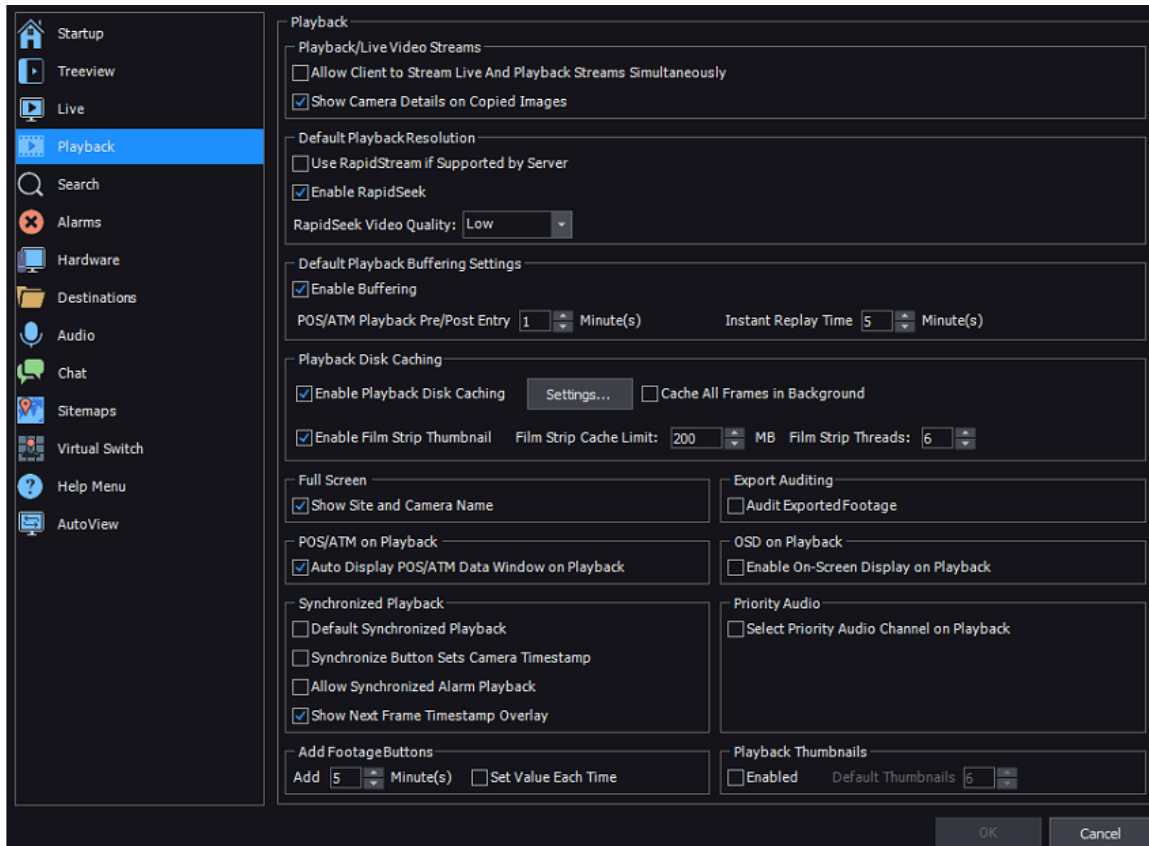 Startup
Treeview
Live
Playback
Search
Alarms
Hardware
Destinations
Audio
Chat
Sitemaps
Virtual Switch
Help Menu
AutoView
Playback
Playback/Live Video Streams
Allow Client to Stream Live And Playback Streams Simultaneously
Show Camera Details on Copied Images
Default Playback Resolution
Use RapidStream if Supported by Server
Enable RapidSeek
RapidSeek Video Quality: Low
Default Playback Buffering Settings
Enable Buffering
POS/ATM Playback Pre/Post Entry 1 Minute(s) Instant Replay Time 5 Minute(s)
Playback Disk Caching
Enable Playback Disk Caching Settings... Cache All Frames in Background
Enable Film Strip Thumbnail Film Strip Cache Limit: 200 MB Film Strip Threads: 6
Full Screen
Show Site and Camera Name
Export Auditing
Audit Exported Footage
POS/ATM on Playback
Auto Display POS/ATM Data Window on Playback
OSD on Playback
Enable On-Screen Display on Playback
Synchronized Playback
Default Synchronized Playback
Synchronize Button Sets Camera Timestamp
Allow Synchronized Alarm Playback
Show Next Frame Timestamp Overlay
Priority Audio
Select Priority Audio Channel on Playback
Add Footage Buttons
Add 5 Minute(s) Set Value Each Time
Playback Thumbnails
Enabled Default Thumbnails 6
OK Cancel